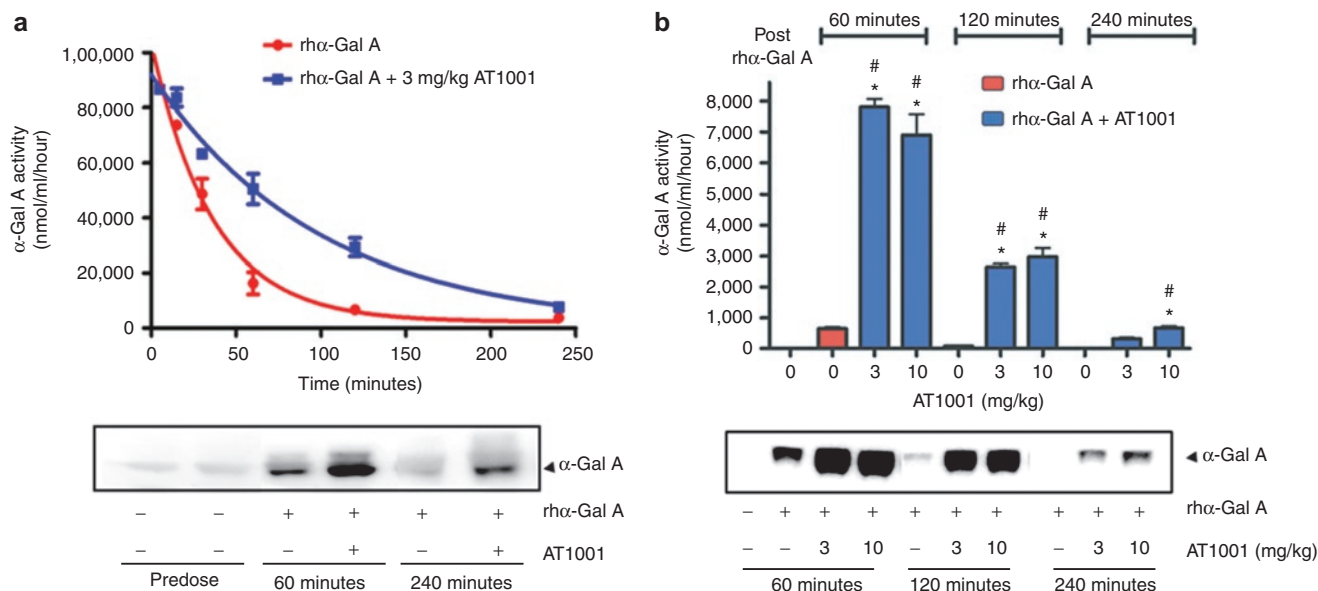 a
rhα-Gal A
rhα-Gal A + 3 mg/kg AT1001
α-Gal A activity
(nmol/ml/hour)
1,00,000
80,000
60,000
40,000
20,000
0
0 50 100 150 200 250
Time (minutes)
α-Gal A
– – + + + + rhα-Gal A
– – – + – + AT1001
Predose 60 minutes 240 minutes
b
60 minutes 120 minutes 240 minutes
Post
rhα-Gal A
rhα-Gal A
rhα-Gal A + AT1001
α-Gal A activity
(nmol/ml/hour)
8,000
7,000
6,000
5,000
4,000
3,000
2,000
1,000
0
# # # # #
* * * * *
0 0 3 10 0 3 10 0 3 10
AT1001 (mg/kg)
α-Gal A
– + + + + + + + + + rhα-Gal A
– – 3 10 – 3 10 – 3 10 AT1001 (mg/kg)
60 minutes 120 minutes 240 minutes